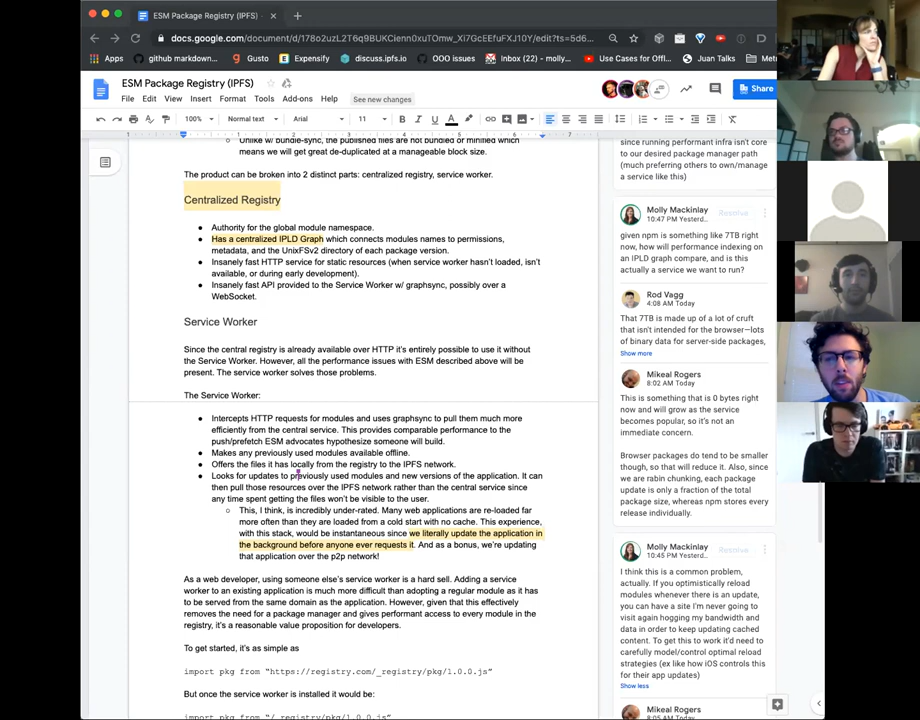 ESM Package Registry (IPFS) -
docs.google.com/document/d/178o2uzL2T6q9BUKCienn0xuTOmw_Xi7GcEEfuFXJ10Y/edit?ts=5d6...
Apps
github markdown...
Gusto
Expensify
discuss.ipfs.io
OOO issues
Inbox (22) - molly...
Use Cases for Offl...
Juan Talks
Met
ESM Package Registry (IPFS)
File Edit View Insert Format Tools Add-ons Help
See new changes
Share
100%
Normal text
Arial
11
B I U A
Unlike w/ bundle-sync, the published files are not bundled or minified which
means we will get great de-duplicated at a manageable block size.
The product can be broken into 2 distinct parts: centralized registry, service worker.
Centralized Registry
Authority for the global module namespace.
Has a centralized IPLD Graph which connects modules names to permissions,
metadata, and the UnixFSv2 directory of each package version.
Insanely fast HTTP service for static resources (when service worker hasn't loaded, isn't
available, or during early development).
Insanely fast API provided to the Service Worker w/ graphsync, possibly over a
WebSocket.
Service Worker
Since the central registry is already available over HTTP it's entirely possible to use it without
the Service Worker. However, all the performance issues with ESM described above will be
present. The service worker solves those problems.
The Service Worker:
Intercepts HTTP requests for modules and uses graphsync to pull them much more
efficiently from the central service. This provides comparable performance to the
push/prefetch ESM advocates hypothesize someone will build.
Makes any previously used modules available offline.
Offers the files it has locally from the registry to the IPFS network.
Looks for updates to previously used modules and new versions of the application. It can
then pull those resources over the IPFS network rather than the central service since
any time spent getting the files won't be visible to the user.
This, I think, is incredibly under-rated. Many web applications are re-loaded far
more often than they are loaded from a cold start with no cache. This experience,
with this stack, would be instantaneous since we literally update the application in
the background before anyone ever requests it. And as a bonus, we're updating
that application over the p2p network!
As a web developer, using someone else's service worker is a hard sell. Adding a service
worker to an existing application is much more difficult than adopting a regular module as it has
to be served from the same domain as the application. However, given that this effectively
removes the need for a package manager and gives performant access to every module in the
registry, it's a reasonable value proposition for developers.
To get started, it's as simple as
import pkg from "https://registry.com/_registry/pkg/1.0.0.js"
But once the service worker is installed it would be:
import pkg from "/_registry/pkg/1.0.0.js"
since running performant infra isn't core
to our desired package manager path
(much preferring others to own/manage
a service like this)
Molly Mackinlay
10:47 PM Yesterd...
Resolve
given npm is something like 7TB right
now, how will performance indexing on
an IPLD graph compare, and is this
actually a service we want to run?
Rod Vagg
4:08 AM Today
That 7TB is made up of a lot of cruft
that isn't intended for the browser—lots
of binary data for server-side packages,
Show more
Mikeal Rogers
8:02 AM Today
This is something that is 0 bytes right
now and will grow as the service
becomes popular, so it's not an
immediate concern.
Browser packages do tend to be smaller
though, so that will reduce it. Also, since
we are rabin chunking, each package
update is only a fraction of the total
package size, whereas npm stores every
release individually.
Molly Mackinlay
10:45 PM Yesterd...
Resolve
I think this is a common problem,
actually. If you optimistically reload
modules whenever there is an update,
you can have a site I'm never going to
visit again hogging my bandwidth and
data in order to keep updating cached
content. To get this to work it'd need to
carefully model/control optimal reload
strategies (ex like how iOS controls this
for their app updates)
Show less
Mikeal Rogers
8:05 AM Today